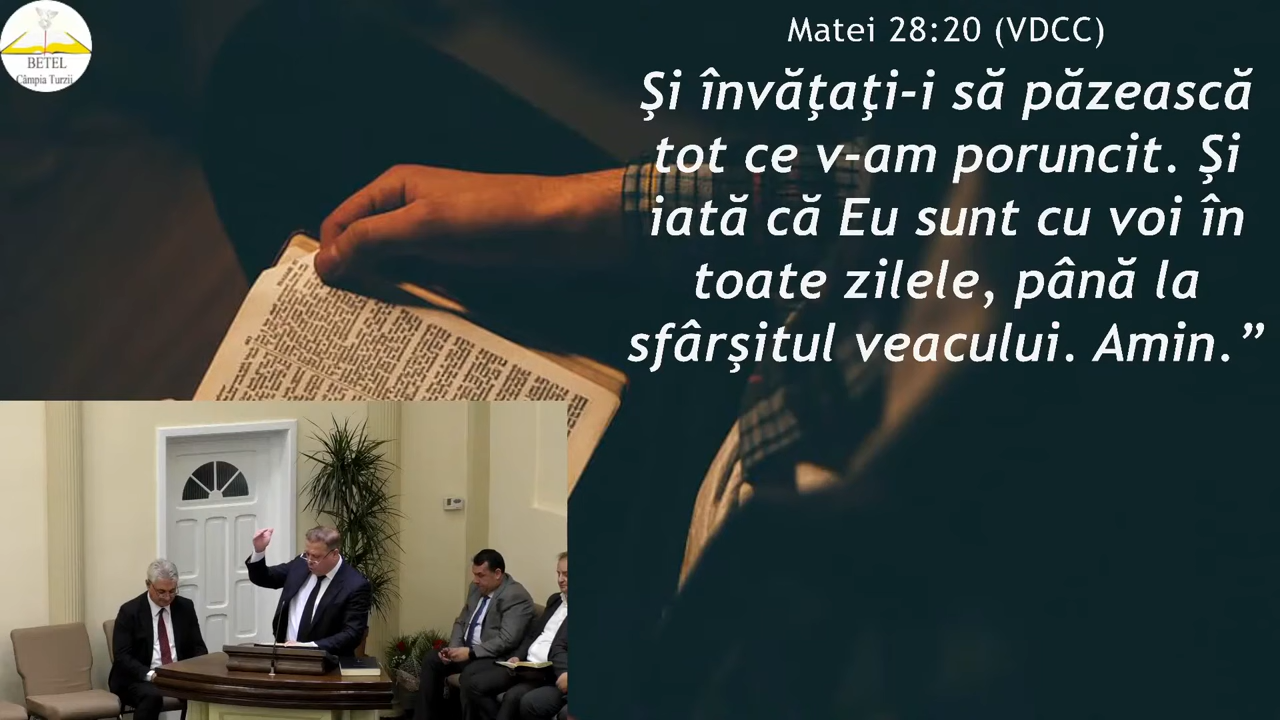 BETEL
Câmpia Turzii
Matei 28:20 (VDCC)
Şi învăţaţi-i să păzească
tot ce v-am poruncit. Şi
iată că Eu sunt cu voi în
toate zilele, până la
sfârşitul veacului. Amin.”